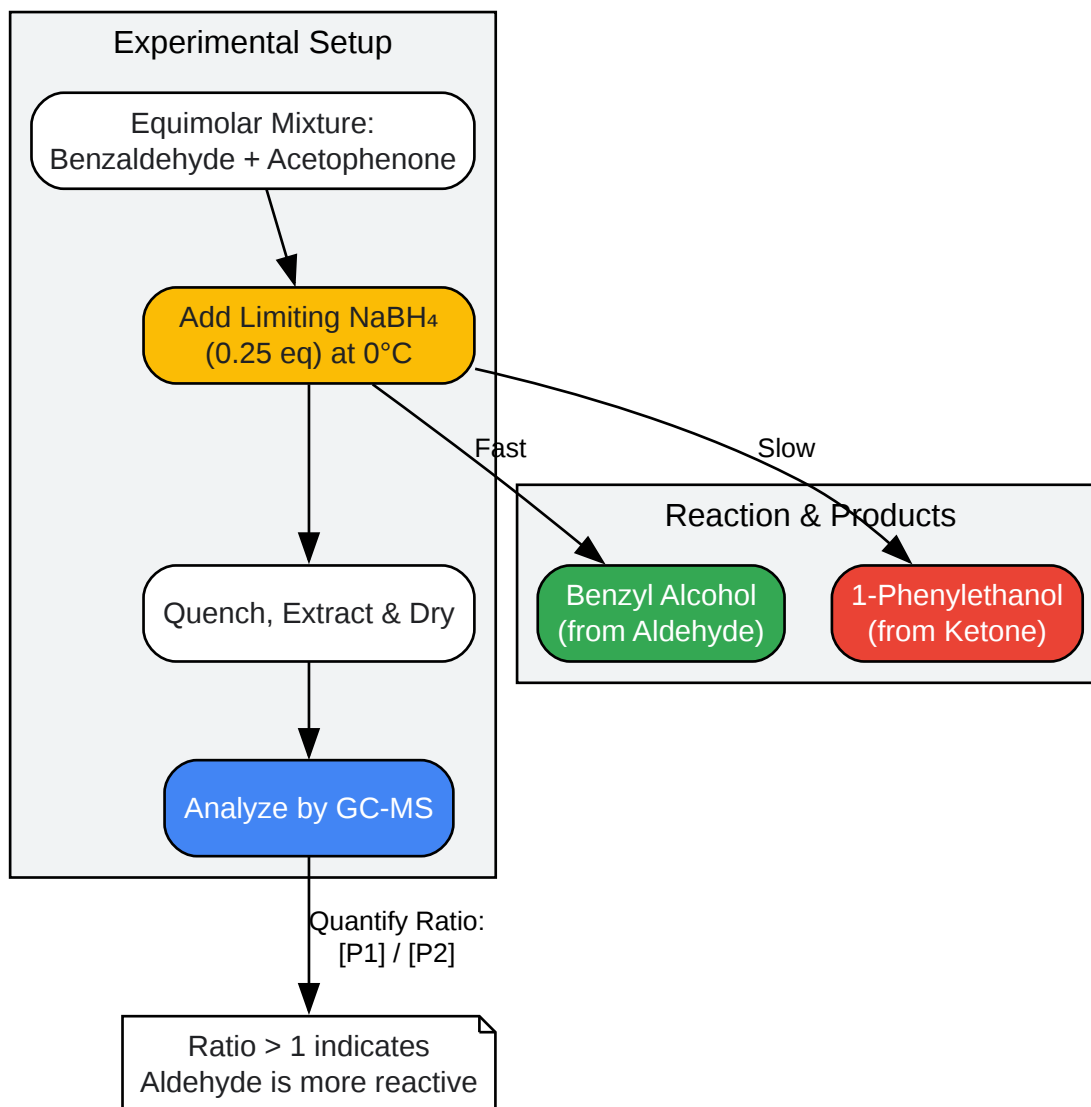 Experimental Setup
Equimolar Mixture:
Benzaldehyde + Acetophenone
Add Limiting NaBH₄
(0.25 eq) at 0°C
Fast
Slow
Reaction & Products
Benzyl Alcohol
(from Aldehyde)
1-Phenylethanol
(from Ketone)
Quench, Extract & Dry
Analyze by GC-MS
Quantify Ratio:
[P1] / [P2]
Ratio > 1 indicates
Aldehyde is more reactive